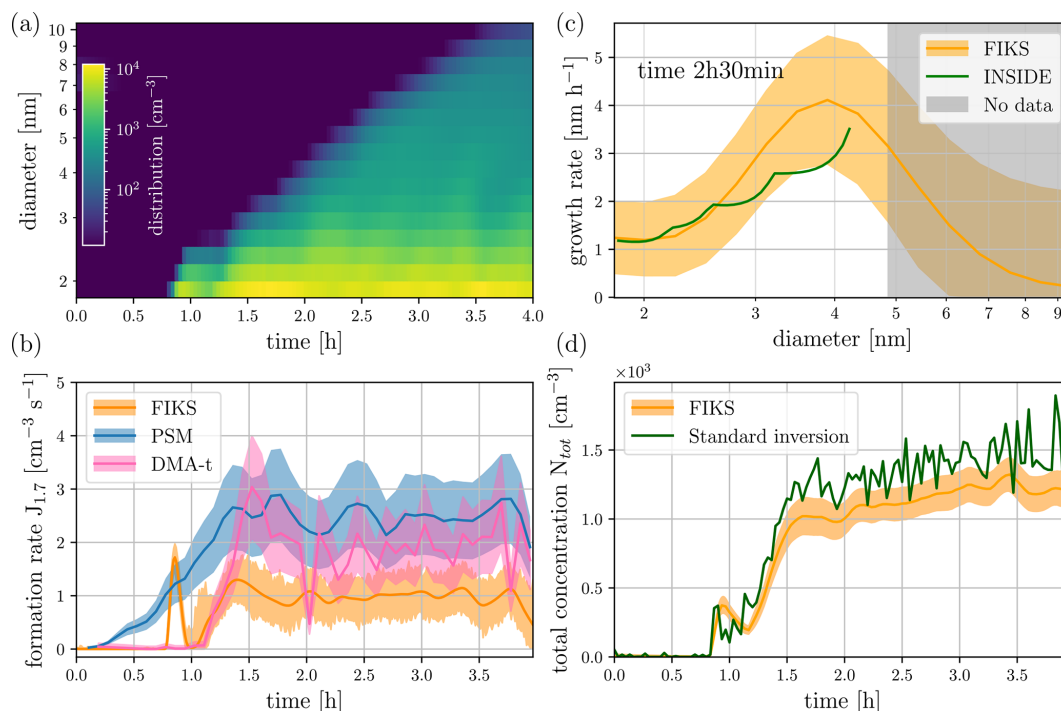 (a)
10
9
8
7
6
5
4
3
2
diameter [nm]
10⁴
10³
10²
distribution [cm⁻³]
0.0 0.5 1.0 1.5 2.0 2.5 3.0 3.5 4.0
time [h]
(c)
5
4
3
2
1
0
growth rate [nm h⁻¹]
time 2h30min
FIKS
INSIDE
No data
2 3 4 5 6 7 8 9
diameter [nm]
(b)
5
4
3
2
1
0
formation rate J₁.₇ [cm⁻³ s⁻¹]
FIKS
PSM
DMA-t
0.0 0.5 1.0 1.5 2.0 2.5 3.0 3.5
time [h]
(d)
×10³
1.5
1.0
0.5
0.0
total concentration Nₜₒₜ [cm⁻³]
FIKS
Standard inversion
0.0 0.5 1.0 1.5 2.0 2.5 3.0 3.5
time [h]